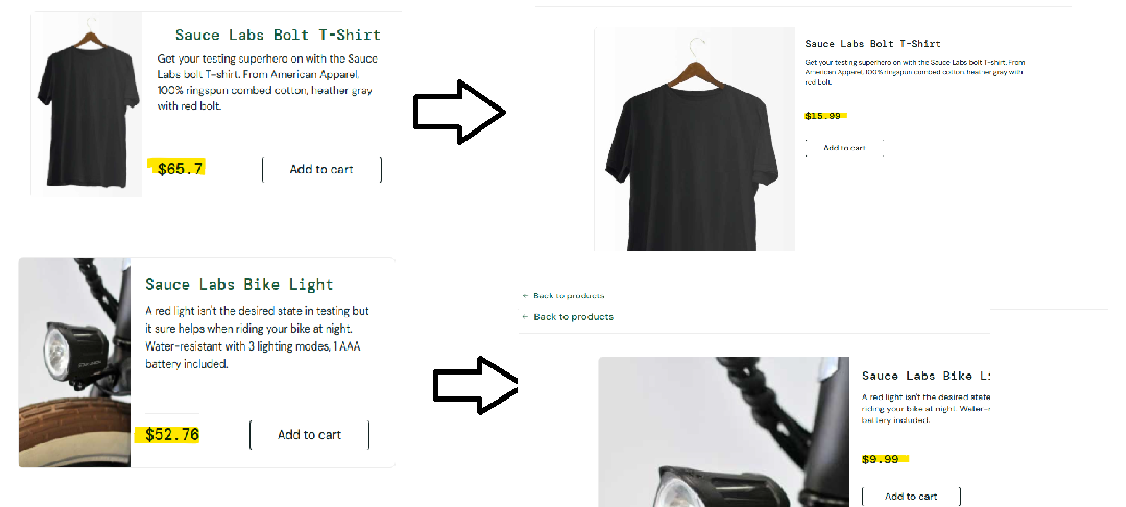 Sauce Labs Bolt T-Shirt
Get your testing superhero on with the Sauce
Labs bolt T-shirt. From American Apparel,
100% ringspun combed cotton, heather gray
with red bolt.
$65.7
Add to cart
Sauce Labs Bolt T-Shirt
Get your testing superhero on with the Sauce Labs bolt T-shirt. From
American Apparel, 100% ringspun combed cotton, heather gray with
red bolt.
$15.99
Add to cart
Sauce Labs Bike Light
A red light isn't the desired state in testing but
it sure helps when riding your bike at night.
Water-resistant with 3 lighting modes, 1 AAA
battery included.
$52.76
Add to cart
← Back to products
← Back to products
Sauce Labs Bike Li
A red light isn't the desired state
riding your bike at night. Water-r
battery included.
$9.99
Add to cart